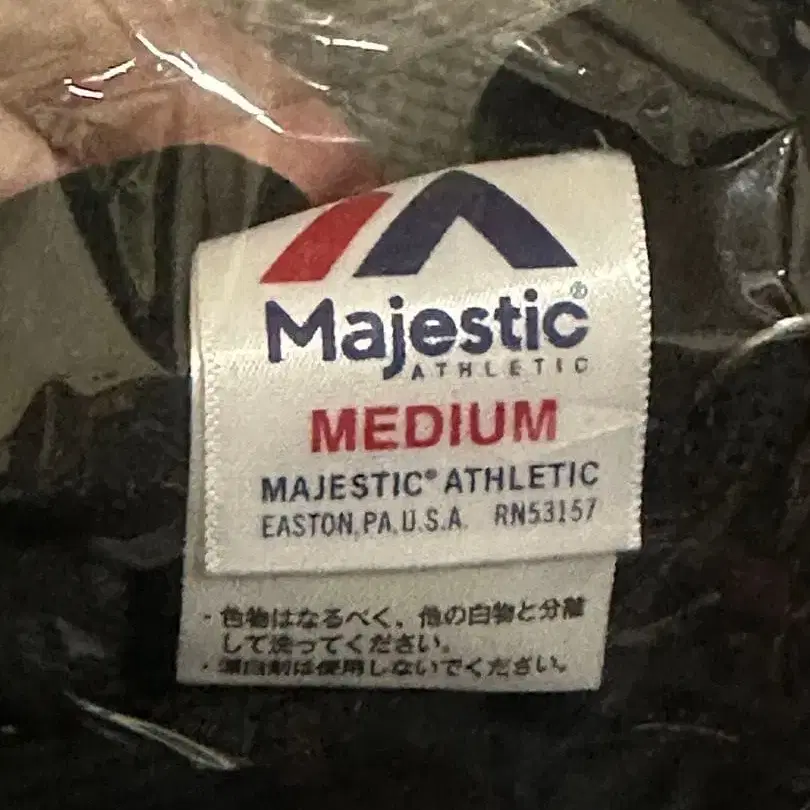 Majestic®
ATHLETIC
MEDIUM
MAJESTIC® ATHLETIC
EASTON, PA, U.S.A. RN53157
・色物はなるべく、他の白物と分離
して洗ってください。
・漂白剤は使用しないでください。